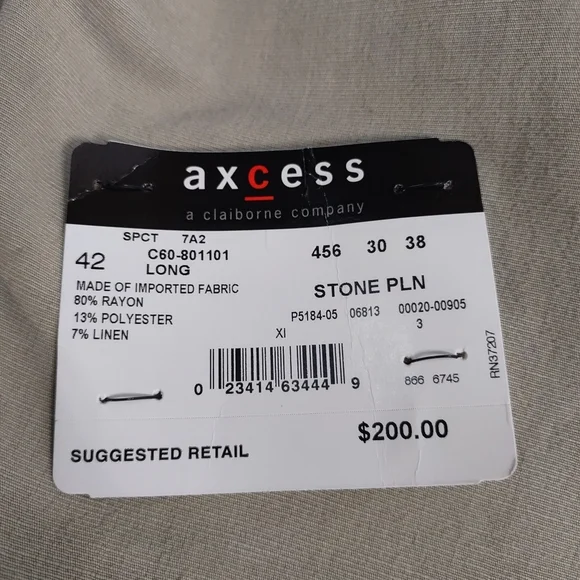 axcess
a claiborne company
SPCT 7A2
42 C60-801101 456 30 38
LONG
MADE OF IMPORTED FABRIC STONE PLN
80% RAYON
13% POLYESTER P5184-05 06813 00020-00905
7% LINEN XI 3
0 23414 63444 9
866 6745
RN37207
SUGGESTED RETAIL $200.00